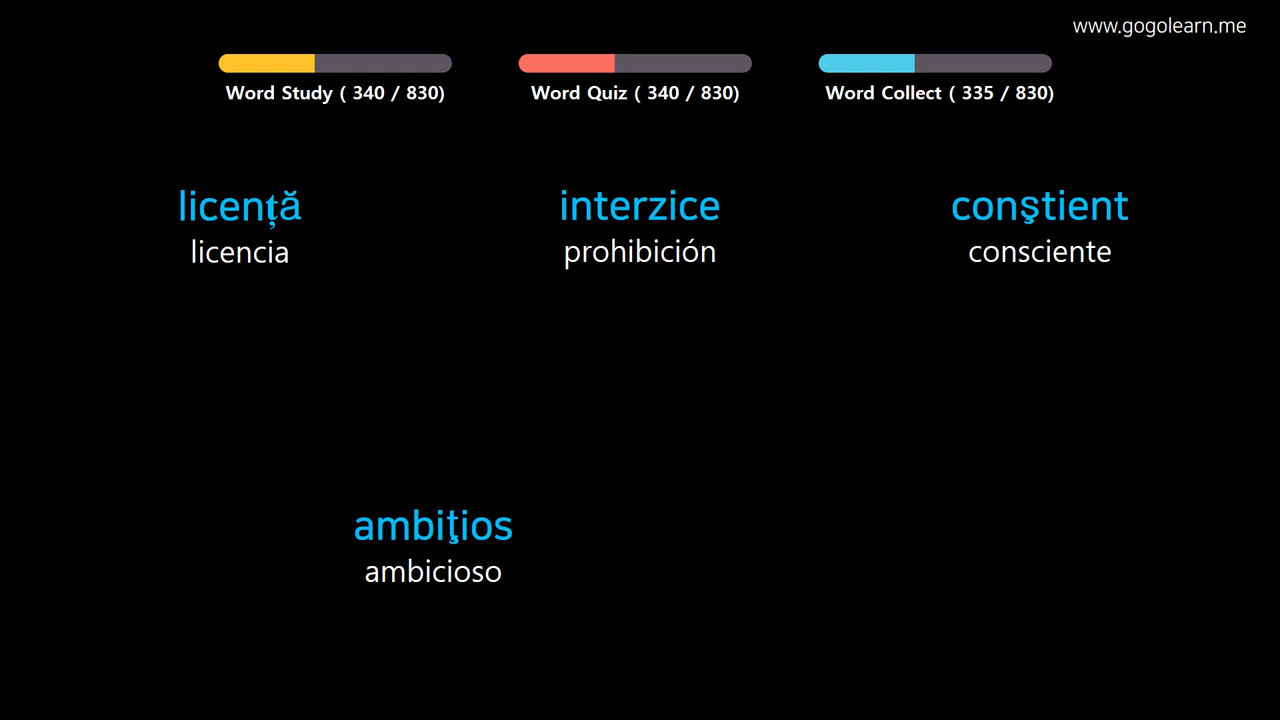 www.gogolearn.me
Word Study ( 340 / 830)
Word Quiz ( 340 / 830)
Word Collect ( 335 / 830)
licență
licencia
interzice
prohibición
conştient
consciente
ambiţios
ambicioso